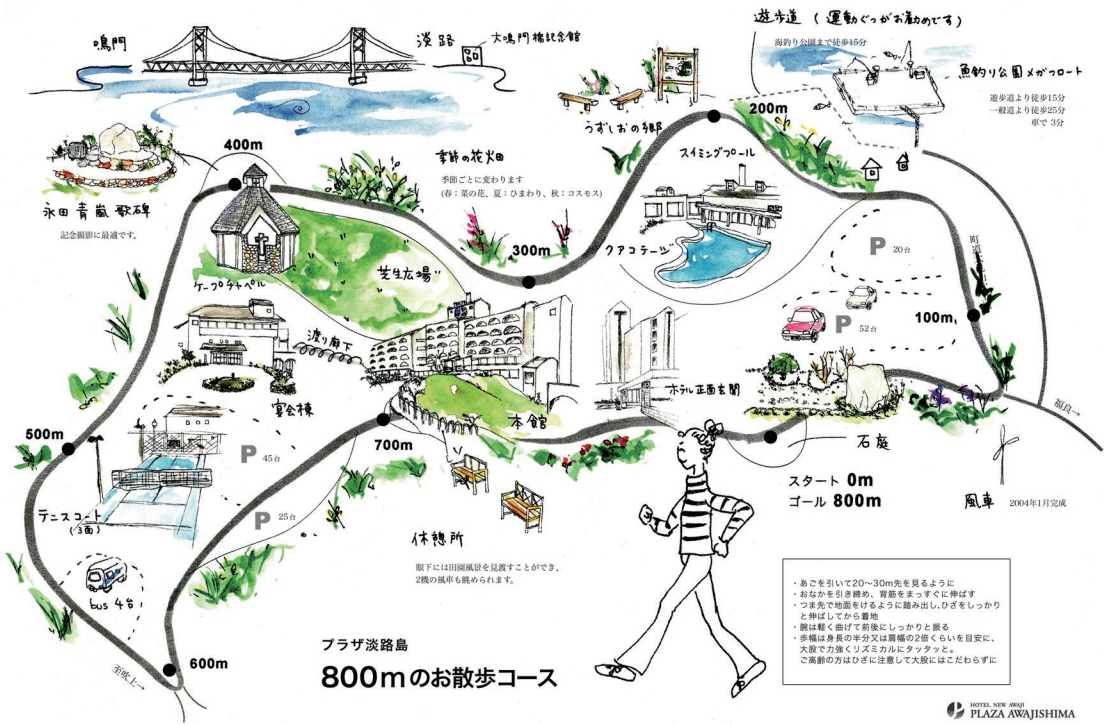 遊歩道 (運動ぐつがお勧めです)
海釣り公園まで徒歩15分
鳴門
淡路
大鳴門橋記念館
魚釣り公園メガフロート
遊歩道より徒歩15分
一般道より徒歩25分
車で 3分
うずしおの郷
200m
400m
季節の花畑
季節ごとに変わります
(春:菜の花、夏:ひまわり、秋:コスモス)
スイミングプール
永田青嵐歌碑
記念撮影に最適です。
300m
クアコテージ
P 20台
町道
芝生広場
ケープチャペル
100m
P 52台
渡り廊下
ホテル正面玄関
宴会棟
本館
福良→
500m
700m
石庭
P 45台
スタート 0m
ゴール 800m
風車 2004年1月完成
テニスコート
(3面)
P 25台
休憩所
眼下には田園風景を見渡すことができ、
2機の風車も眺められます。
bus 4台
・あごを引いて20〜30m先を見るように
・おなかを引き締め、背筋をまっすぐに伸ばす
・つま先で地面をけるように踏み出し、ひざをしっかり
と伸ばしてから着地
・腕は軽く曲げて前後にしっかりと振る
・歩幅は身長の半分又は肩幅の2倍くらいを目安に、
大股で力強くリズミカルにタッタッと。
ご高齢の方はひざに注意して大股にはこだわらずに
600m
至吹上→
プラザ淡路島
800mのお散歩コース
HOTEL NEW AWAJI
PLAZA AWAJISHIMA